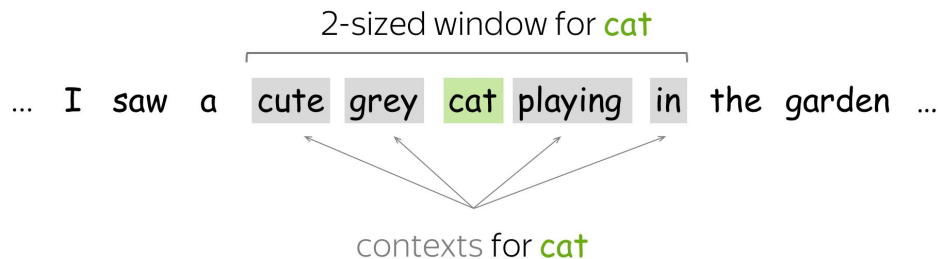 2-sized window for cat
... I saw a cute grey cat playing in the garden ...
contexts for cat